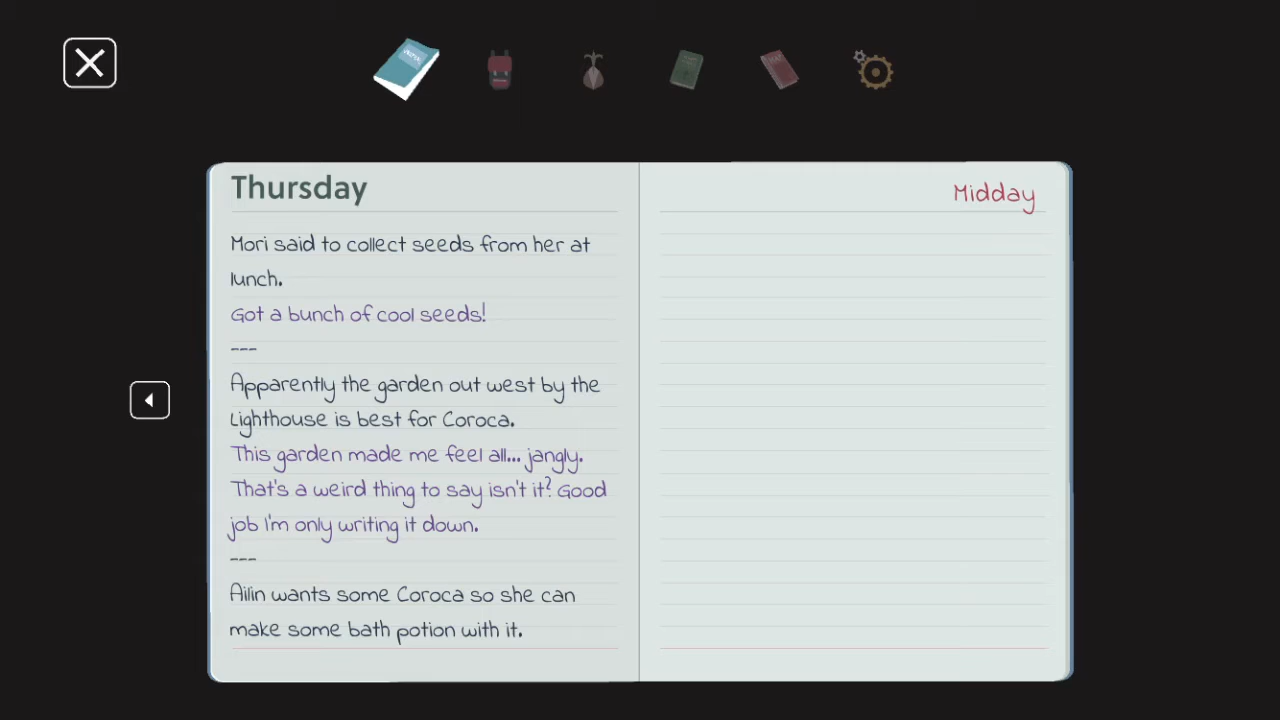 Thursday
Midday
Mori said to collect seeds from her at
lunch.
Got a bunch of cool seeds!
---
Apparently the garden out west by the
Lighthouse is best for Coroca.
This garden made me feel all... jangly.
That's a weird thing to say isn't it? Good
job I'm only writing it down.
---
Ailin wants some Coroca so she can
make some bath potion with it.